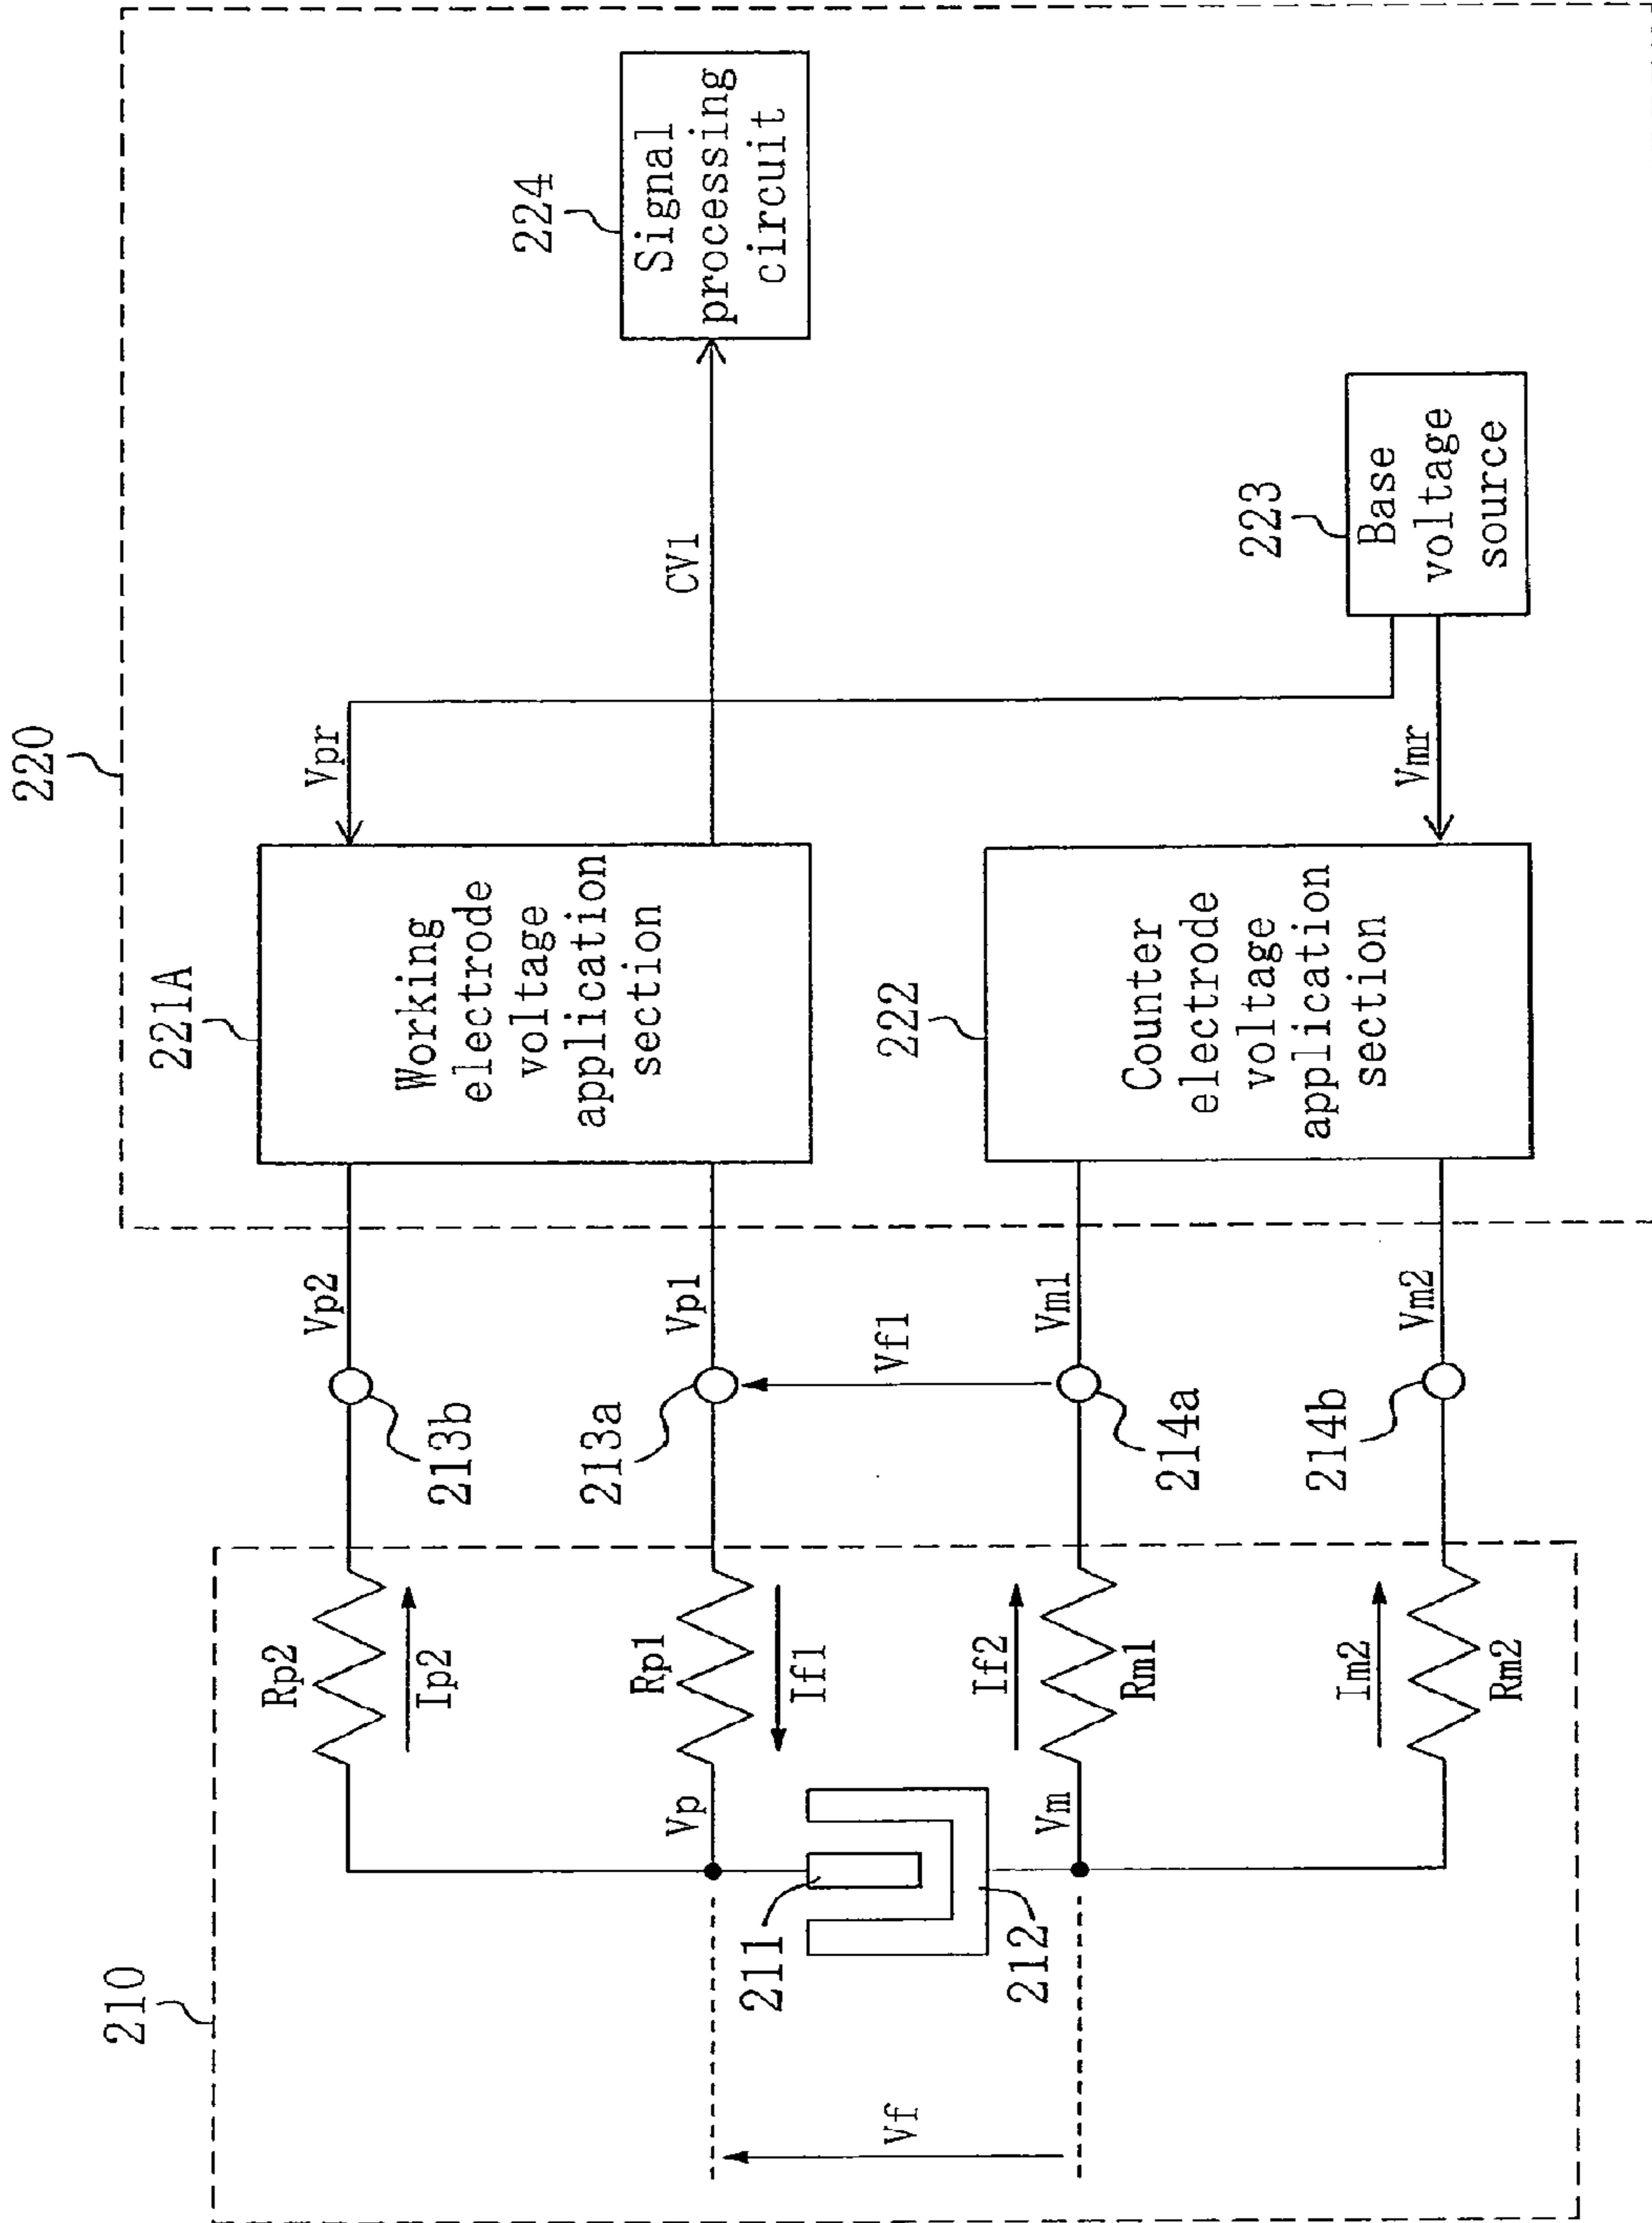 220
210
221A
Working
electrode
voltage
application
section
222
Counter
electrode
voltage
application
section
223
Base
voltage
source
224
Signal
processing
circuit
Vpr
CV1
Vmr
Vp2
Vp1
Vm1
Vm2
Vf1
213b
213a
214a
214b
Rp2
Ip2
Rp1
If1
If2
Rm1
Im2
Rm2
Vp
Vm
211
212
Vf